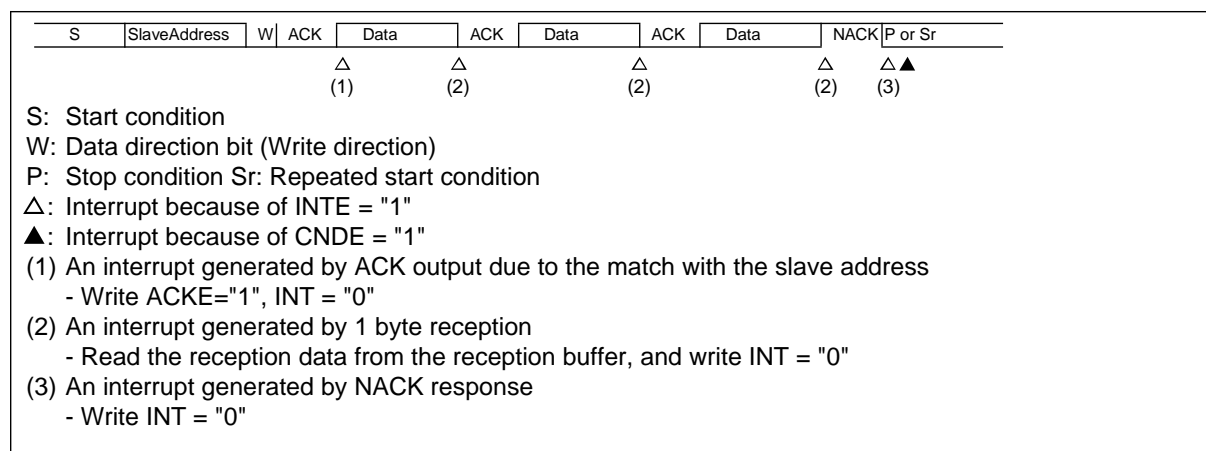 S SlaveAddress W ACK Data ACK Data ACK Data NACK P or Sr
△ △ △ △ △▲
(1) (2) (2) (2) (3)
S: Start condition
W: Data direction bit (Write direction)
P: Stop condition Sr: Repeated start condition
△: Interrupt because of INTE = "1"
▲: Interrupt because of CNDE = "1"
(1) An interrupt generated by ACK output due to the match with the slave address
- Write ACKE="1", INT = "0"
(2) An interrupt generated by 1 byte reception
- Read the reception data from the reception buffer, and write INT = "0"
(3) An interrupt generated by NACK response
- Write INT = "0"